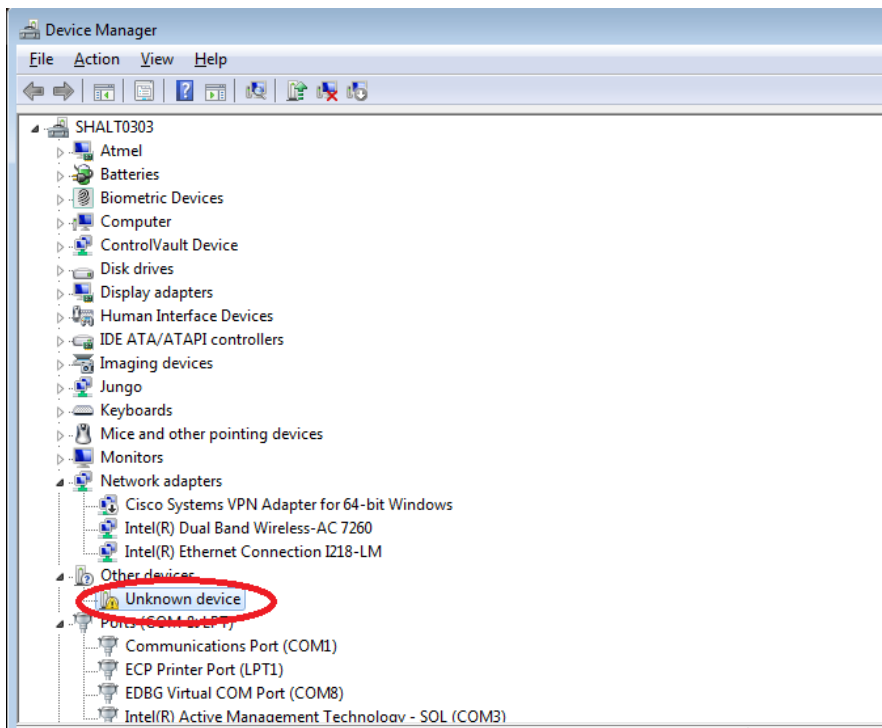 Device Manager
File Action View Help
SHALT0303
Atmel
Batteries
Biometric Devices
Computer
ControlVault Device
Disk drives
Display adapters
Human Interface Devices
IDE ATA/ATAPI controllers
Imaging devices
Jungo
Keyboards
Mice and other pointing devices
Monitors
Network adapters
Cisco Systems VPN Adapter for 64-bit Windows
Intel(R) Dual Band Wireless-AC 7260
Intel(R) Ethernet Connection I218-LM
Other devices
Unknown device
Ports (COM & LPT)
Communications Port (COM1)
ECP Printer Port (LPT1)
EDBG Virtual COM Port (COM8)
Intel(R) Active Management Technology - SOL (COM3)